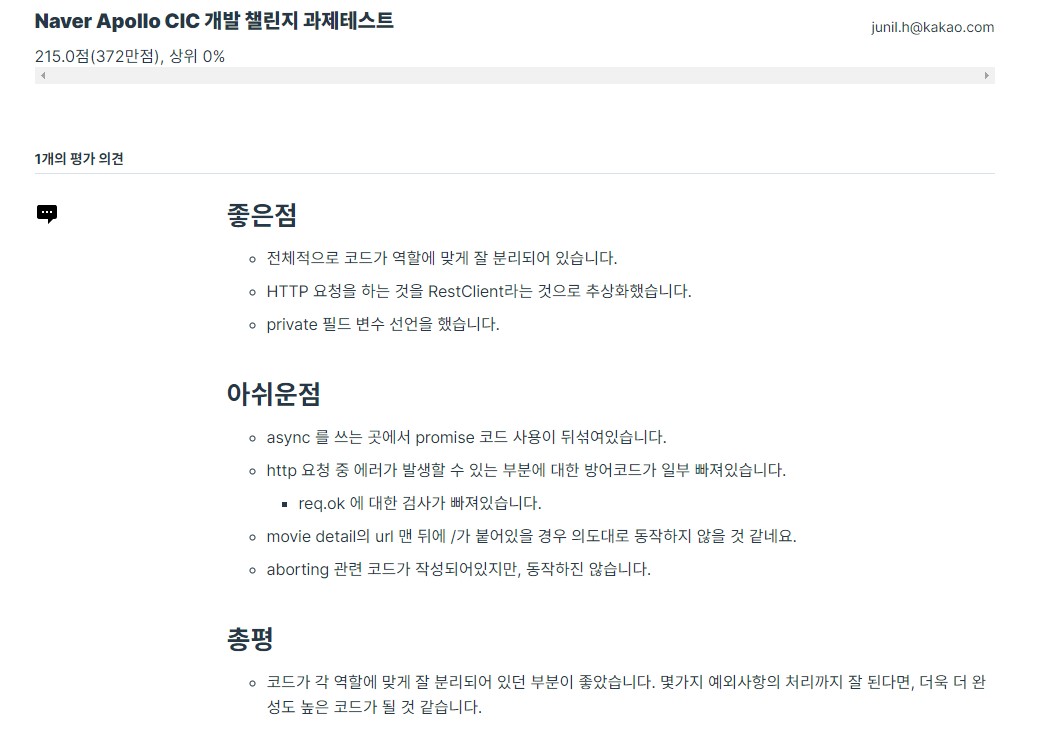 Naver Apollo CIC 개발 챌린지 과제테스트
junil.h@kakao.com
215.0점(372만점), 상위 0%
1개의 평가 의견
좋은점
전체적으로 코드가 역할에 맞게 잘 분리되어 있습니다.
HTTP 요청을 하는 것을 RestClient라는 것으로 추상화했습니다.
private 필드 변수 선언을 했습니다.
아쉬운점
async 를 쓰는 곳에서 promise 코드 사용이 뒤섞여있습니다.
http 요청 중 에러가 발생할 수 있는 부분에 대한 방어코드가 일부 빠져있습니다.
req.ok 에 대한 검사가 빠져있습니다.
movie detail의 url 맨 뒤에 /가 붙어있을 경우 의도대로 동작하지 않을 것 같네요.
aborting 관련 코드가 작성되어있지만, 동작하진 않습니다.
총평
코드가 각 역할에 맞게 잘 분리되어 있던 부분이 좋았습니다. 몇가지 예외사항의 처리까지 잘 된다면, 더욱 더 완
성도 높은 코드가 될 것 같습니다.